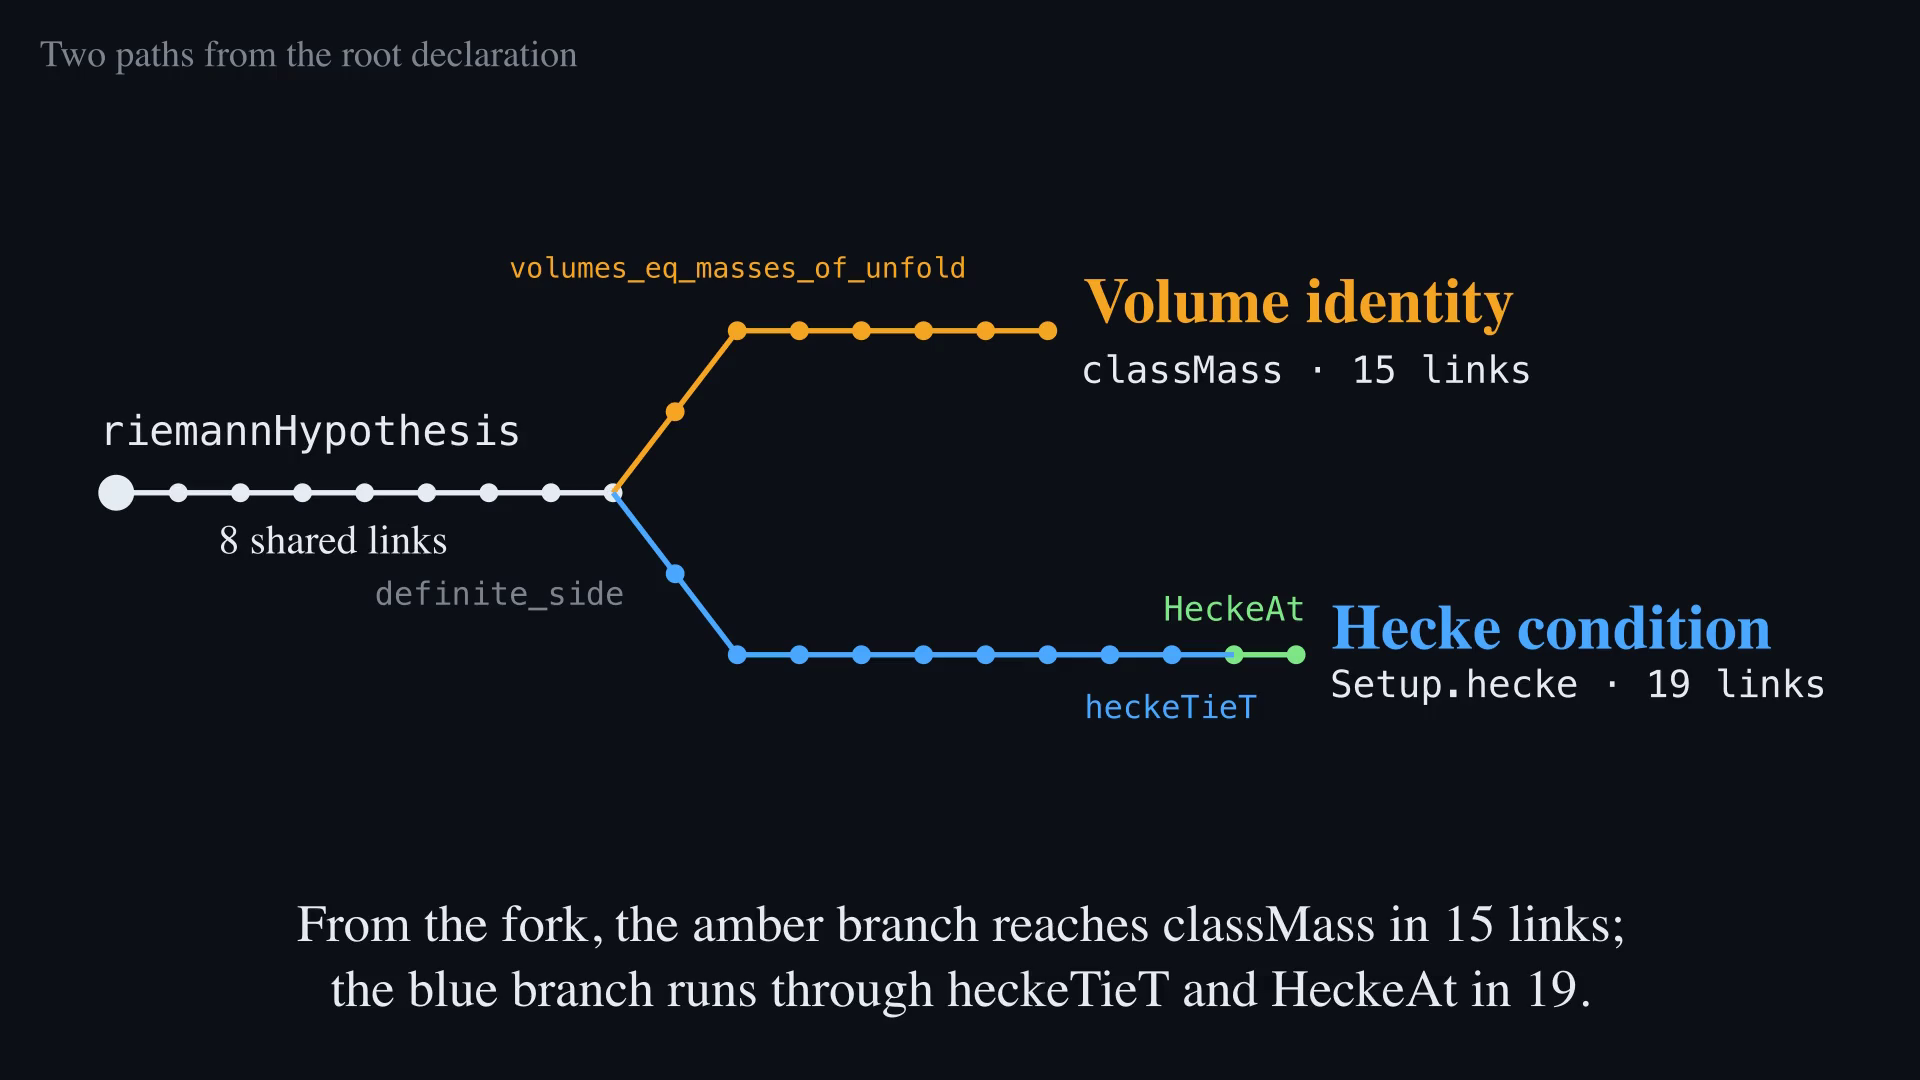 Two paths from the root declaration
volumes_eq_masses_of_unfold
Volume identity
classMass · 15 links
riemannHypothesis
8 shared links
definite_side
HeckeAt
Hecke condition
Setup.hecke · 19 links
heckeTieT
From the fork, the amber branch reaches classMass in 15 links;
the blue branch runs through heckeTieT and HeckeAt in 19.